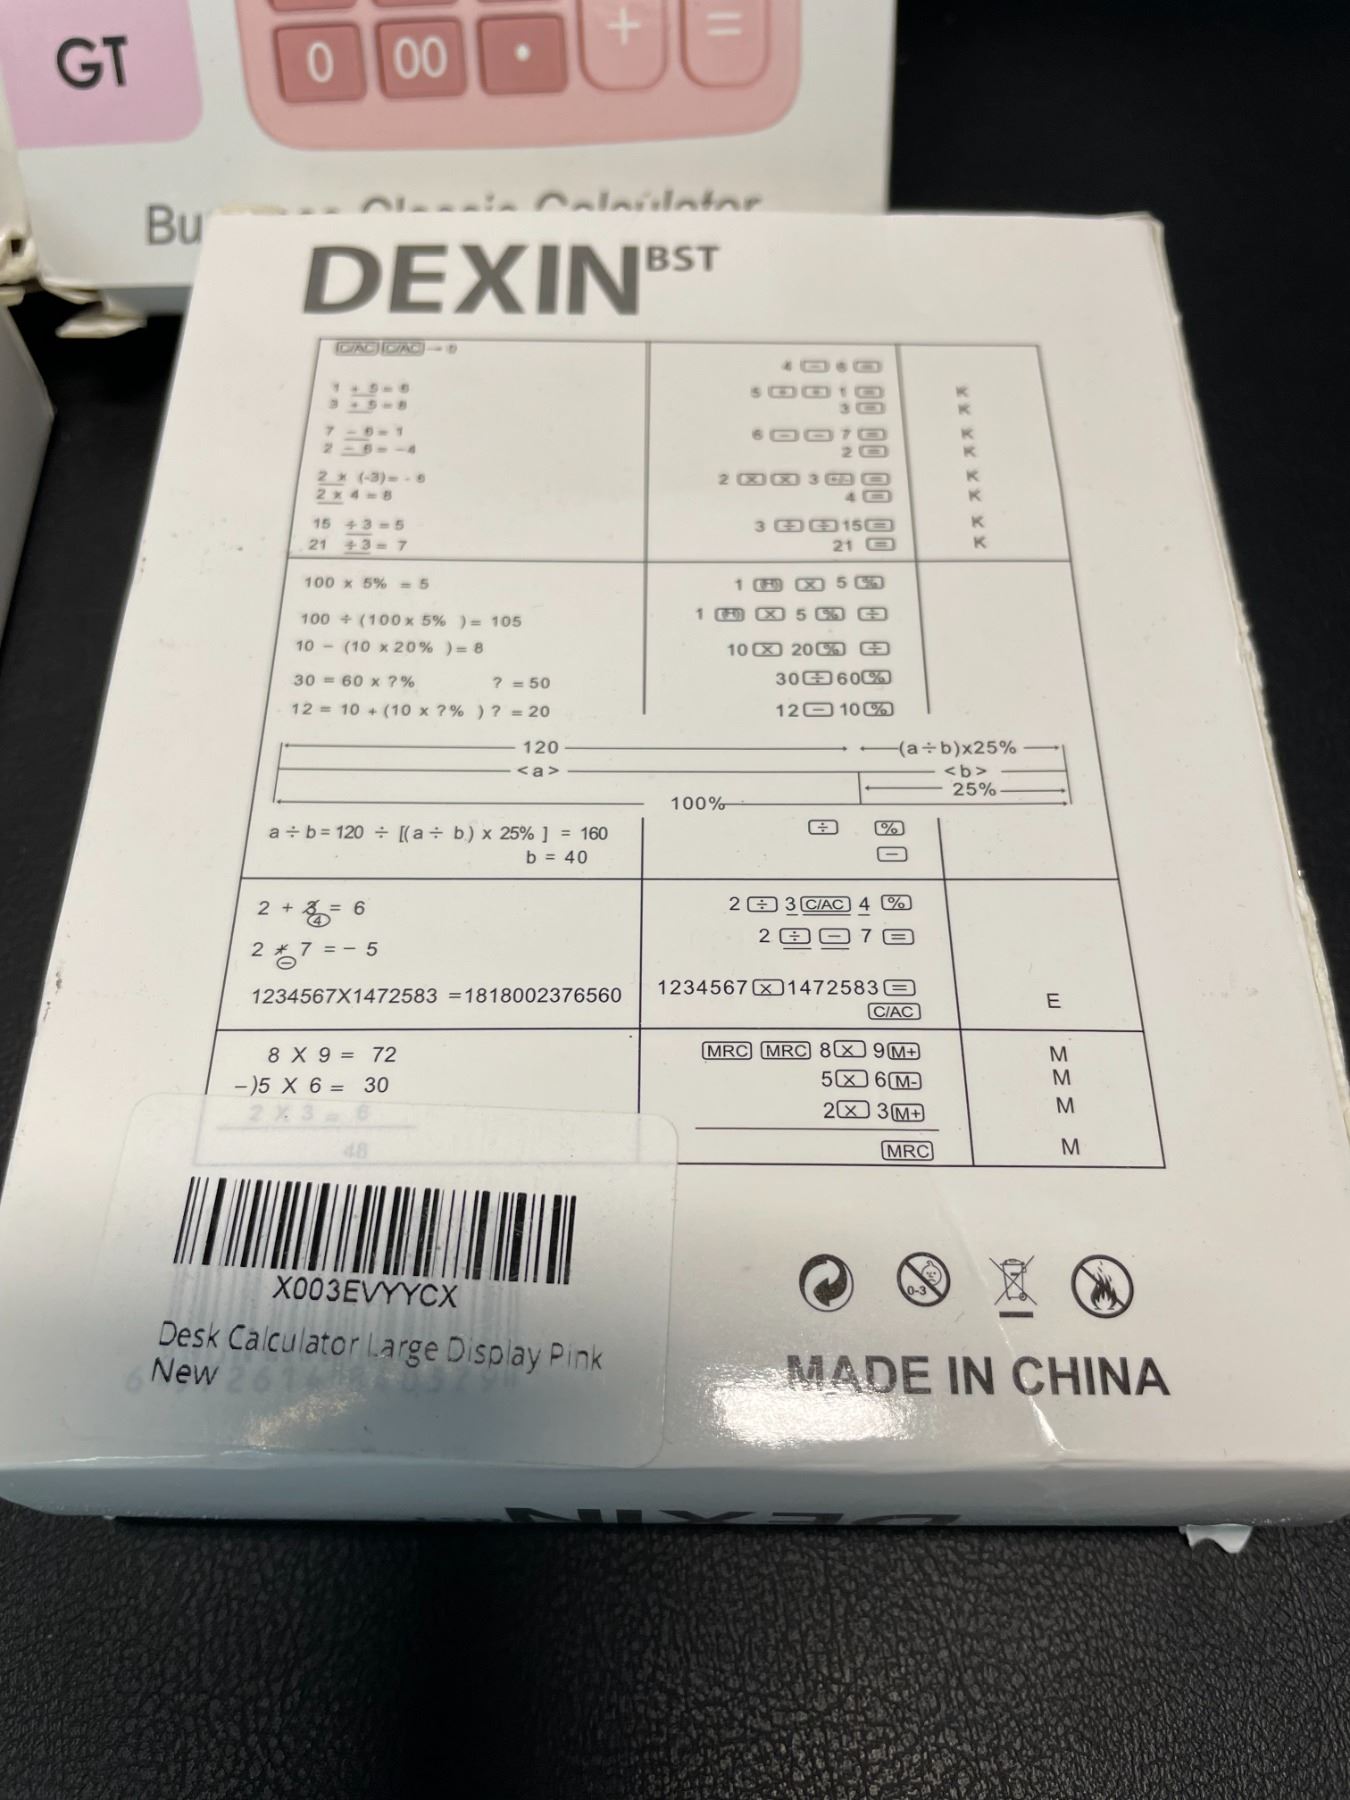 GT
0 00 •
+ =
DEXIN BST
C/AC C/AC → 0
4 − 6 =
1 + 5 = 6
5 + + 1 = K
3 + 5 = 8
3 = K
7 − 6 = 1
6 − − 7 = K
2 − 6 = −4
2 = K
2 x (-3)= - 6
2 X X 3 +/- = K
2 x 4 = 8
4 = K
15 ÷ 3 = 5
3 ÷ ÷ 15 = K
21 ÷ 3 = 7
21 = K
100 x 5% = 5
1 00 X 5 %
100 ÷ (100 x 5% )= 105
1 00 X 5 % ÷
10 − (10 x 20% )= 8
10 X 20 % ÷
30 = 60 x ?% ? = 50
30 ÷ 60 %
12 = 10 + (10 x ?% ) ? = 20
12 − 10 %
120 (a÷b)x25%
<a> <b>
25%
100%
a ÷ b = 120 ÷ [(a ÷ b) x 25% ] = 160
÷ %
b = 40
−
2 + 3 = 6
4
2 ÷ 3 C/AC 4 %
2 * 7 = − 5
−
2 ÷ − 7 =
1234567X1472583 =1818002376560
1234567 X 1472583 =
C/AC
E
8 X 9 = 72
MRC MRC 8 X 9 M+ M
−)5 X 6 = 30
5 X 6 M- M
2 X 3 = 6
2 X 3 M+ M
48
MRC M
X003EVYYCX
Desk Calculator Large Display Pink
New
0-3
MADE IN CHINA
DEXIN